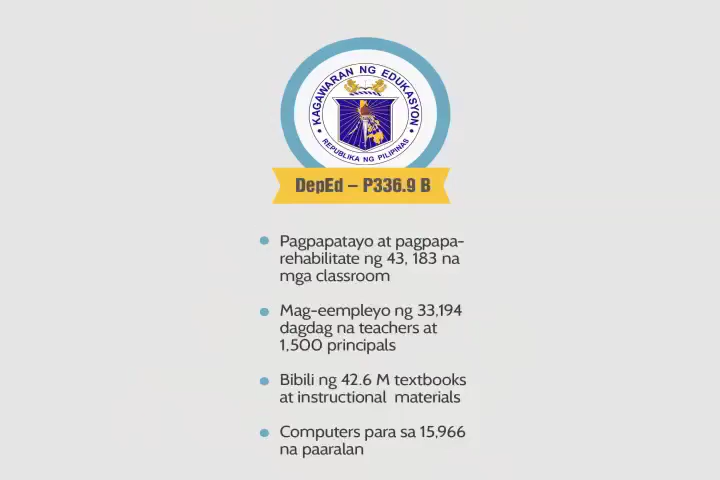 KAGAWARAN NG EDUKASYON
REPUBLIKA NG PILIPINAS
DepEd – P336.9 B
Pagpapatayo at pagpapa-
rehabilitate ng 43, 183 na
mga classroom
Mag-eempleyo ng 33,194
dagdag na teachers at
1,500 principals
Bibili ng 42.6 M textbooks
at instructional materials
Computers para sa 15,966
na paaralan